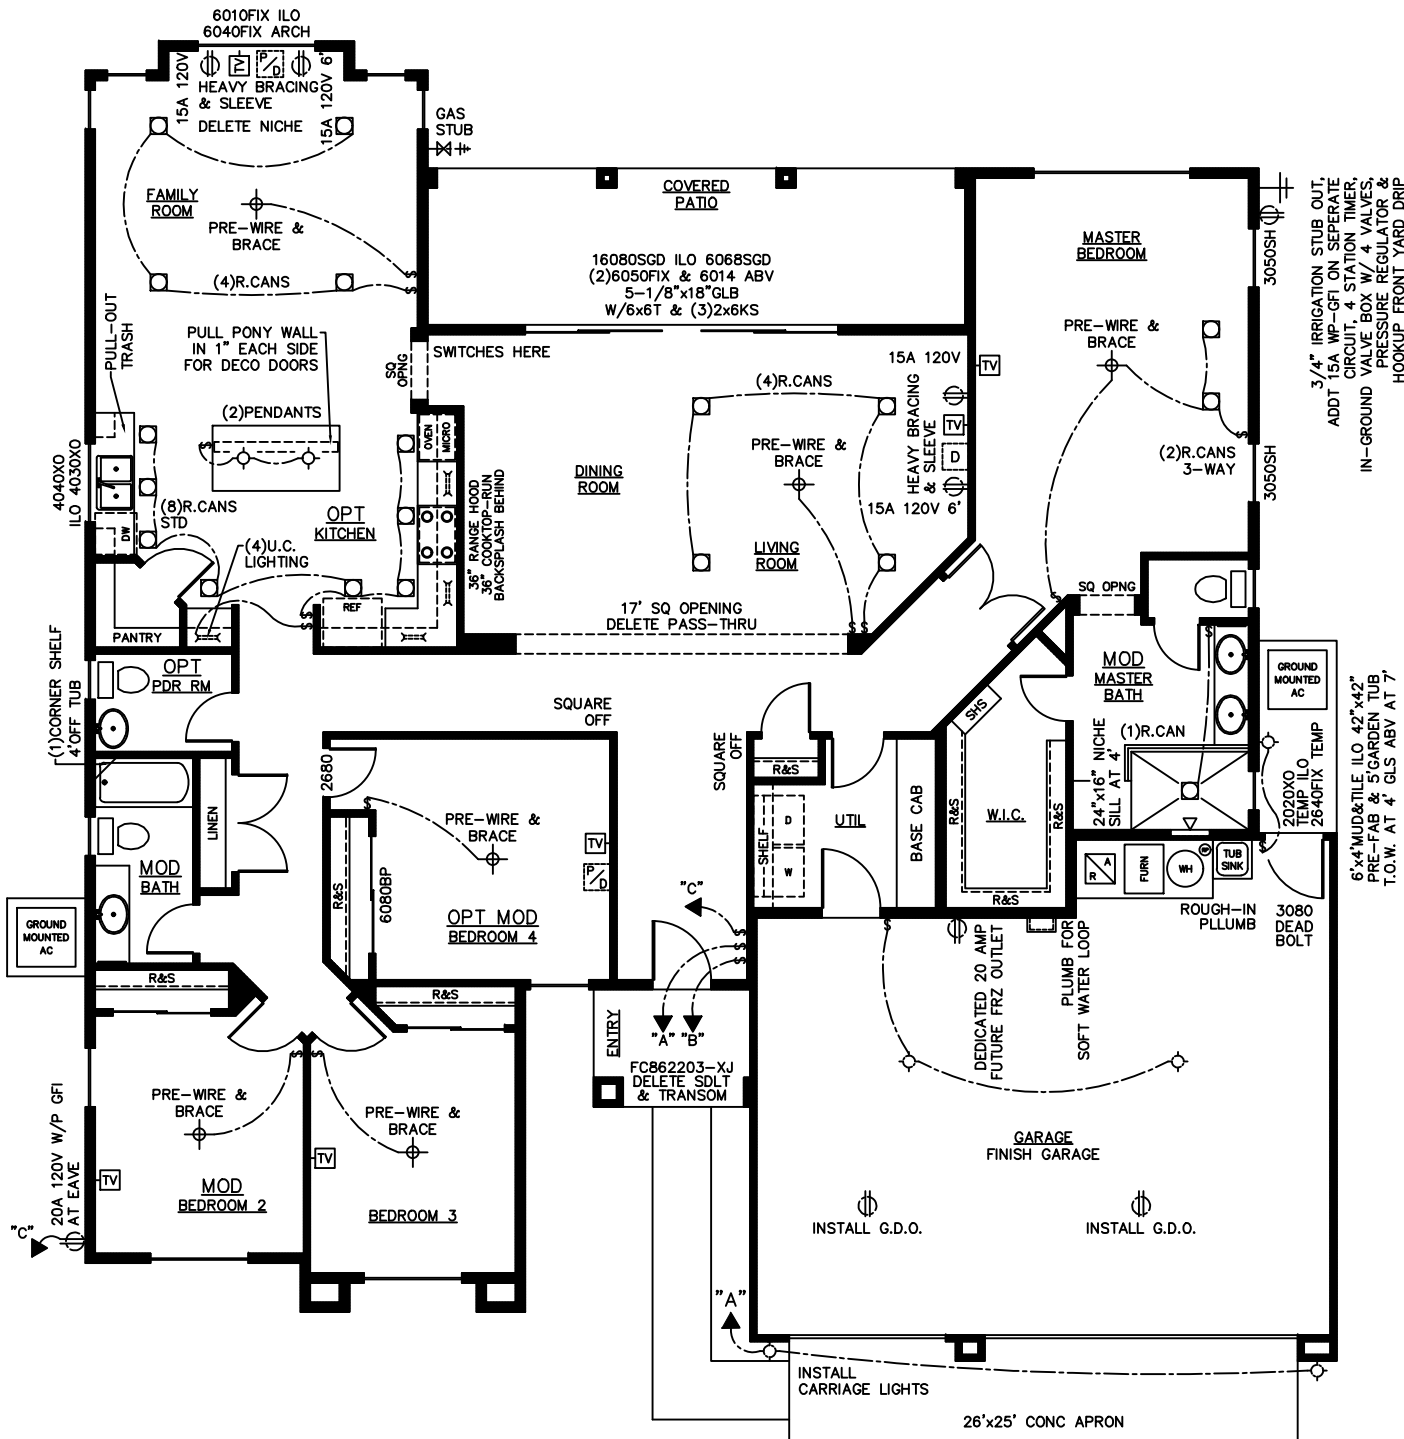 6010FIX ILO
6040FIX ARCH
15A 120V
TV
P/D
15A 120V 6'
HEAVY BRACING
& SLEEVE
DELETE NICHE
GAS
STUB
FAMILY
ROOM
PRE-WIRE &
BRACE
(4)R.CANS
COVERED
PATIO
16080SGD ILO 6068SGD
(2)6050FIX & 6014 ABV
5-1/8"x18"GLB
W/6x6T & (3)2x6KS
MASTER
BEDROOM
3050SH
3/4" IRRIGATION STUB OUT,
ADDT 15A WP-GFI ON SEPERATE
CIRCUIT, 4 STATION TIMER,
IN-GROUND VALVE BOX W/ 4 VALVES,
PRESSURE REGULATOR &
HOOKUP FRONT YARD DRIP
PULL-OUT
TRASH
PULL PONY WALL
IN 1" EACH SIDE
FOR DECO DOORS
SQ
OPNG
SWITCHES HERE
15A 120V
TV
PRE-WIRE &
BRACE
(2)PENDANTS
OVEN
MICRO
(4)R.CANS
HEAVY BRACING
& SLEEVE
TV
D
15A 120V 6'
PRE-WIRE &
BRACE
(2)R.CANS
3-WAY
3050SH
4040XO
ILO 4030XO
DW
(8)R.CANS
STD
OPT
KITCHEN
36" RANGE HOOD
36" COOKTOP-RUN
BACKSPLASH BEHIND
DINING
ROOM
LIVING
ROOM
(4)U.C.
LIGHTING
REF
PANTRY
17' SQ OPENING
DELETE PASS-THRU
SQ OPNG
(1)CORNER SHELF
4'OFF TUB
OPT
PDR RM
SQUARE
OFF
SQUARE
OFF
SHS
MOD
MASTER
BATH
(1)R.CAN
GROUND
MOUNTED
AC
24"x16" NICHE
SILL AT 4'
2020XO
TEMP ILO
2640FIX TEMP
6'x4'MUD&TILE ILO 42"x42"
PRE-FAB & 5'GARDEN TUB
T.O.W. AT 4' GLS ABV AT 7'
2680
LINEN
PRE-WIRE &
BRACE
TV
P/D
R&S
R&S
6080BP
SHELF
D
W
UTIL
BASE CAB
R&S
W.I.C.
R&S
R&S
MOD
BATH
OPT MOD
BEDROOM 4
"C"
R/A
FURN
WH
TUB
SINK
ROUGH-IN
PLLUMB
3080
DEAD
BOLT
GROUND
MOUNTED
AC
R&S
R&S
DEDICATED 20 AMP
FUTURE FRZ OUTLET
PLUMB FOR
SOFT WATER LOOP
ENTRY
"A" "B"
FC862203-XJ
DELETE SDLT
& TRANSOM
PRE-WIRE &
BRACE
PRE-WIRE &
BRACE
GARAGE
FINISH GARAGE
20A 120V W/P GFI
AT EAVE
TV
TV
MOD
BEDROOM 2
BEDROOM 3
"C"
INSTALL G.D.O.
INSTALL G.D.O.
"A"
INSTALL
CARRIAGE LIGHTS
26'x25' CONC APRON